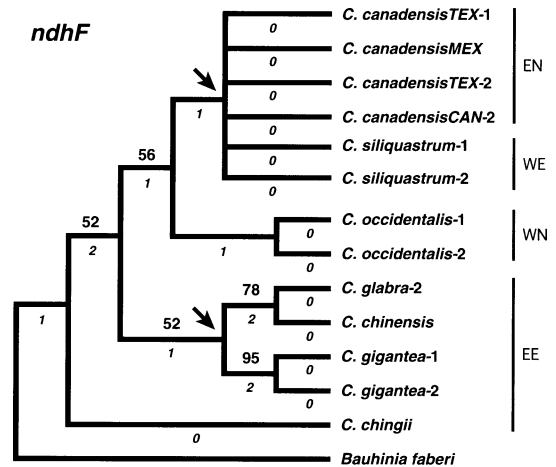 ndhF
C. canadensisTEX-1
0
C. canadensisMEX
0
EN
C. canadensisTEX-2
0
1
C. canadensisCAN-2
0
C. siliquastrum-1
0
WE
56
1
C. siliquastrum-2
0
C. occidentalis-1
0
WN
52
2
1
C. occidentalis-2
0
C. glabra-2
0
78
2
C. chinensis
0
1
52
1
EE
C. gigantea-1
0
95
2
C. gigantea-2
0
C. chingii
0
Bauhinia faberi